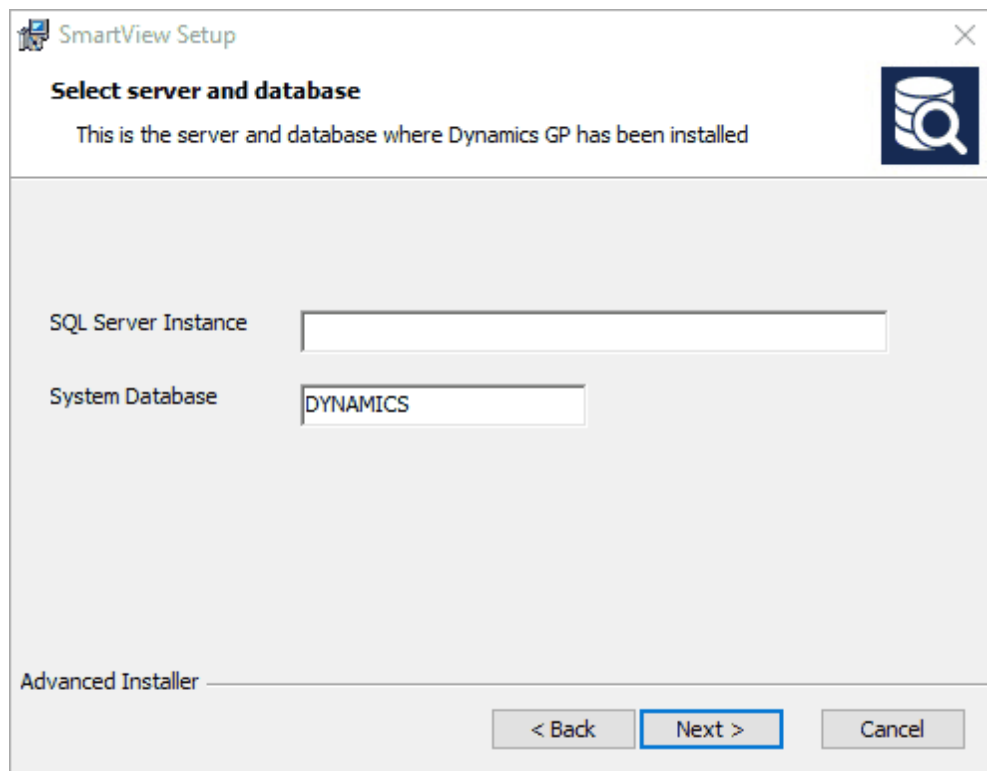 SmartView Setup
Select server and database
This is the server and database where Dynamics GP has been installed
SQL Server Instance
System Database
DYNAMICS
Advanced Installer
< Back
Next >
Cancel